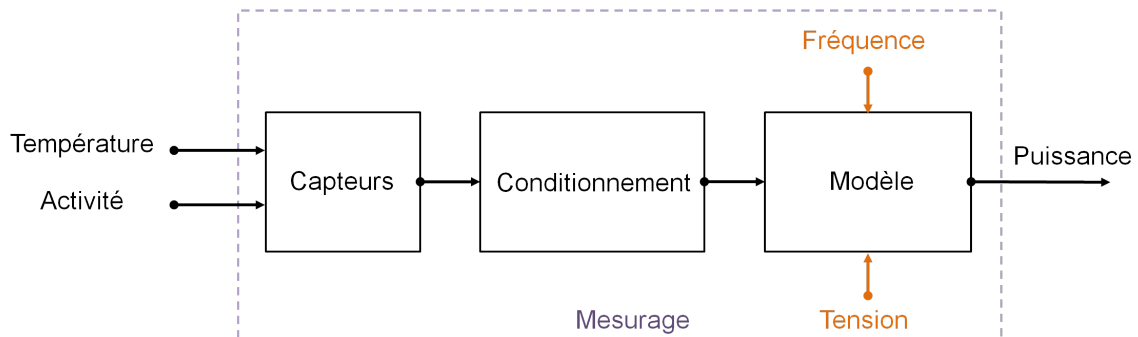 Fréquence
Température
Activité
Capteurs
Conditionnement
Modèle
Puissance
Mesurage
Tension